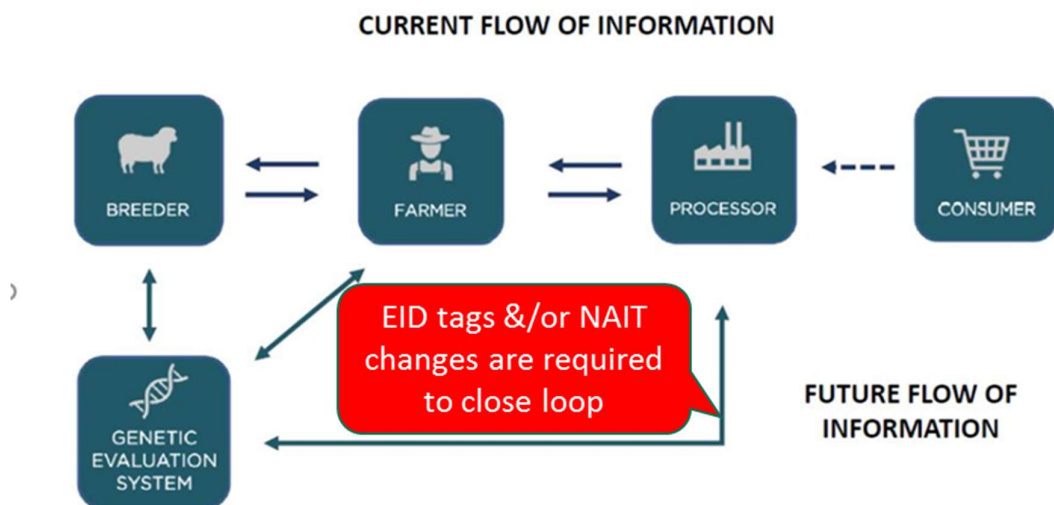 CURRENT FLOW OF INFORMATION
BREEDER
FARMER
PROCESSOR
CONSUMER
EID tags &/or NAIT
changes are required
to close loop
GENETIC
EVALUATION
SYSTEM
FUTURE FLOW OF
INFORMATION